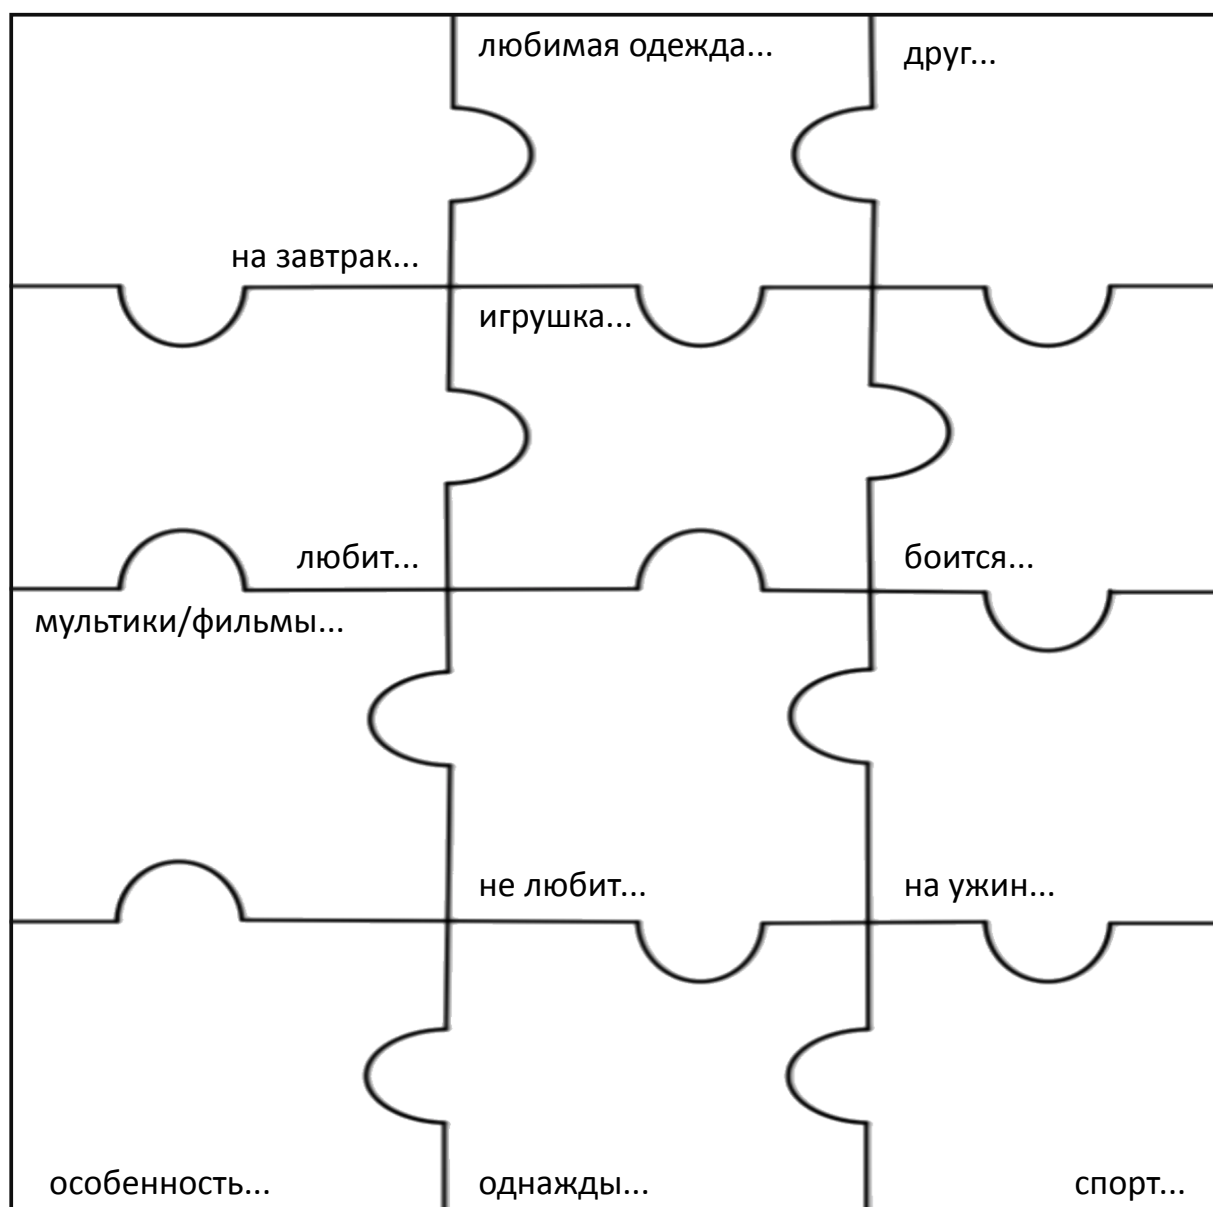 любимая одежда...
друг...
на завтрак...
игрушка...
любит...
боится...
мультики/фильмы...
не любит...
на ужин...
особенность...
однажды...
спорт...